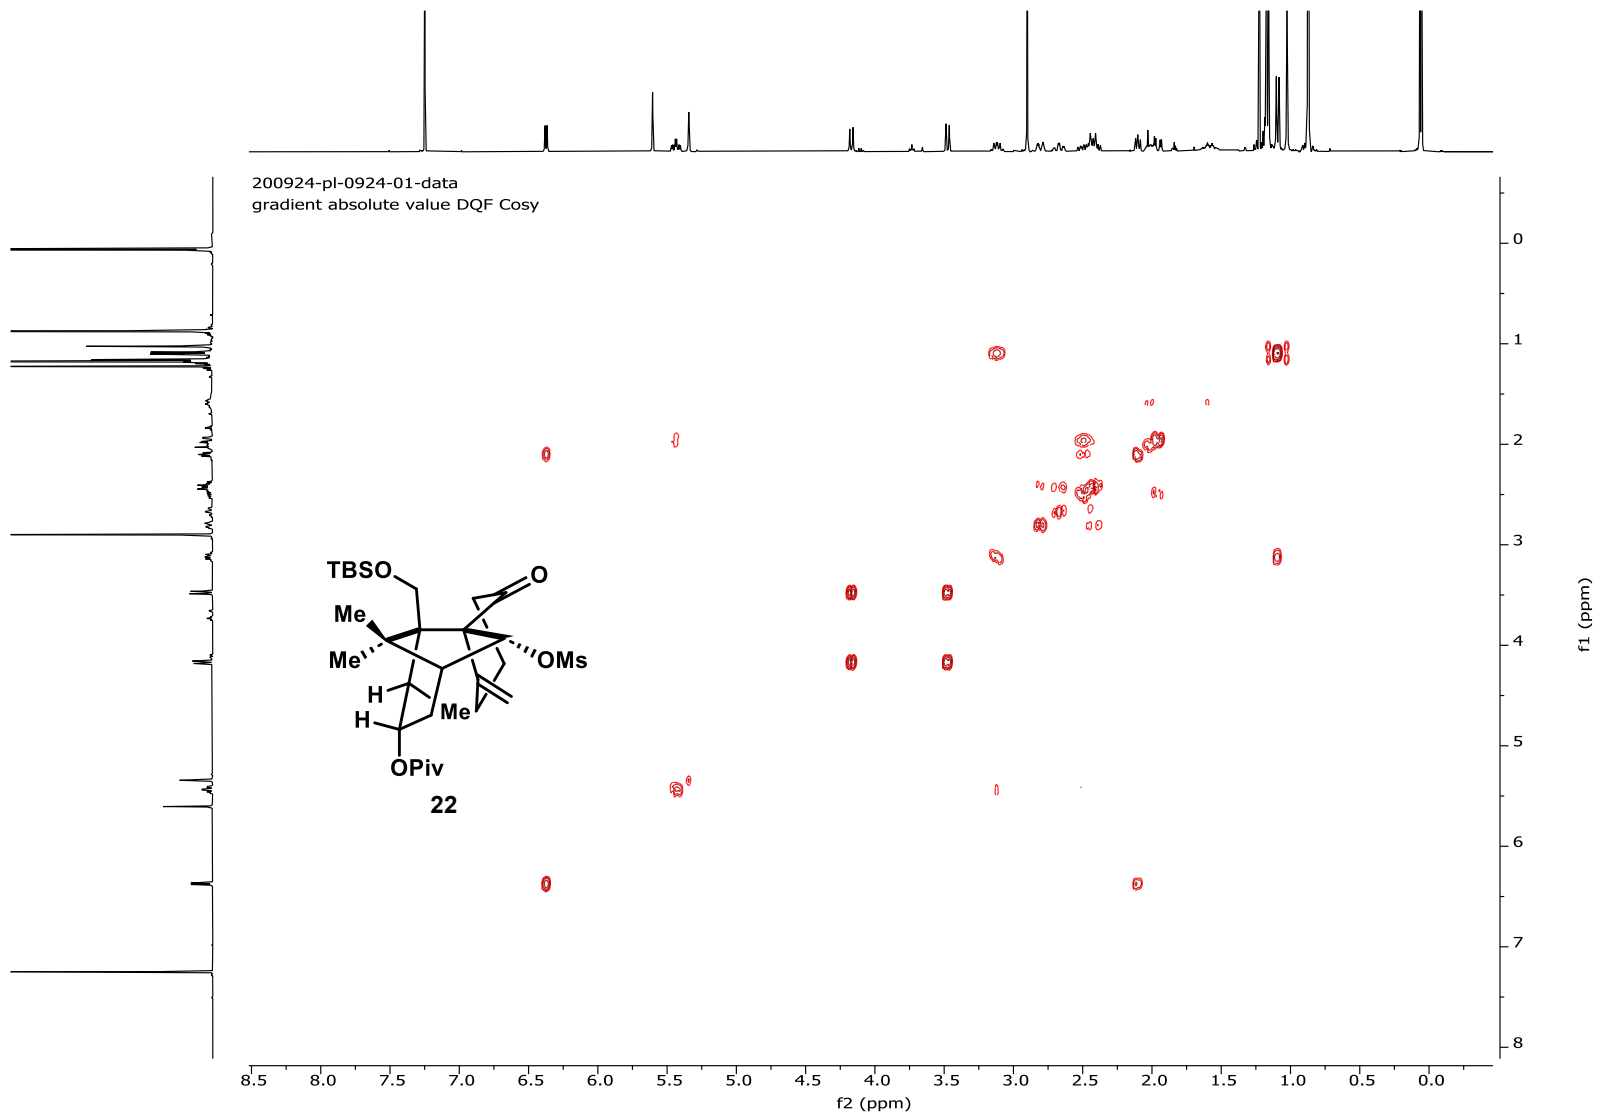 200924-pl-0924-01-data
gradient absolute value DQF Cosy
0
1
2
3
4
5
6
7
8
f1 (ppm)
TBSO
O
Me
Me
OMs
H
Me
H
OPiv
22
8.5 8.0 7.5 7.0 6.5 6.0 5.5 5.0 4.5 4.0 3.5 3.0 2.5 2.0 1.5 1.0 0.5 0.0
f2 (ppm)